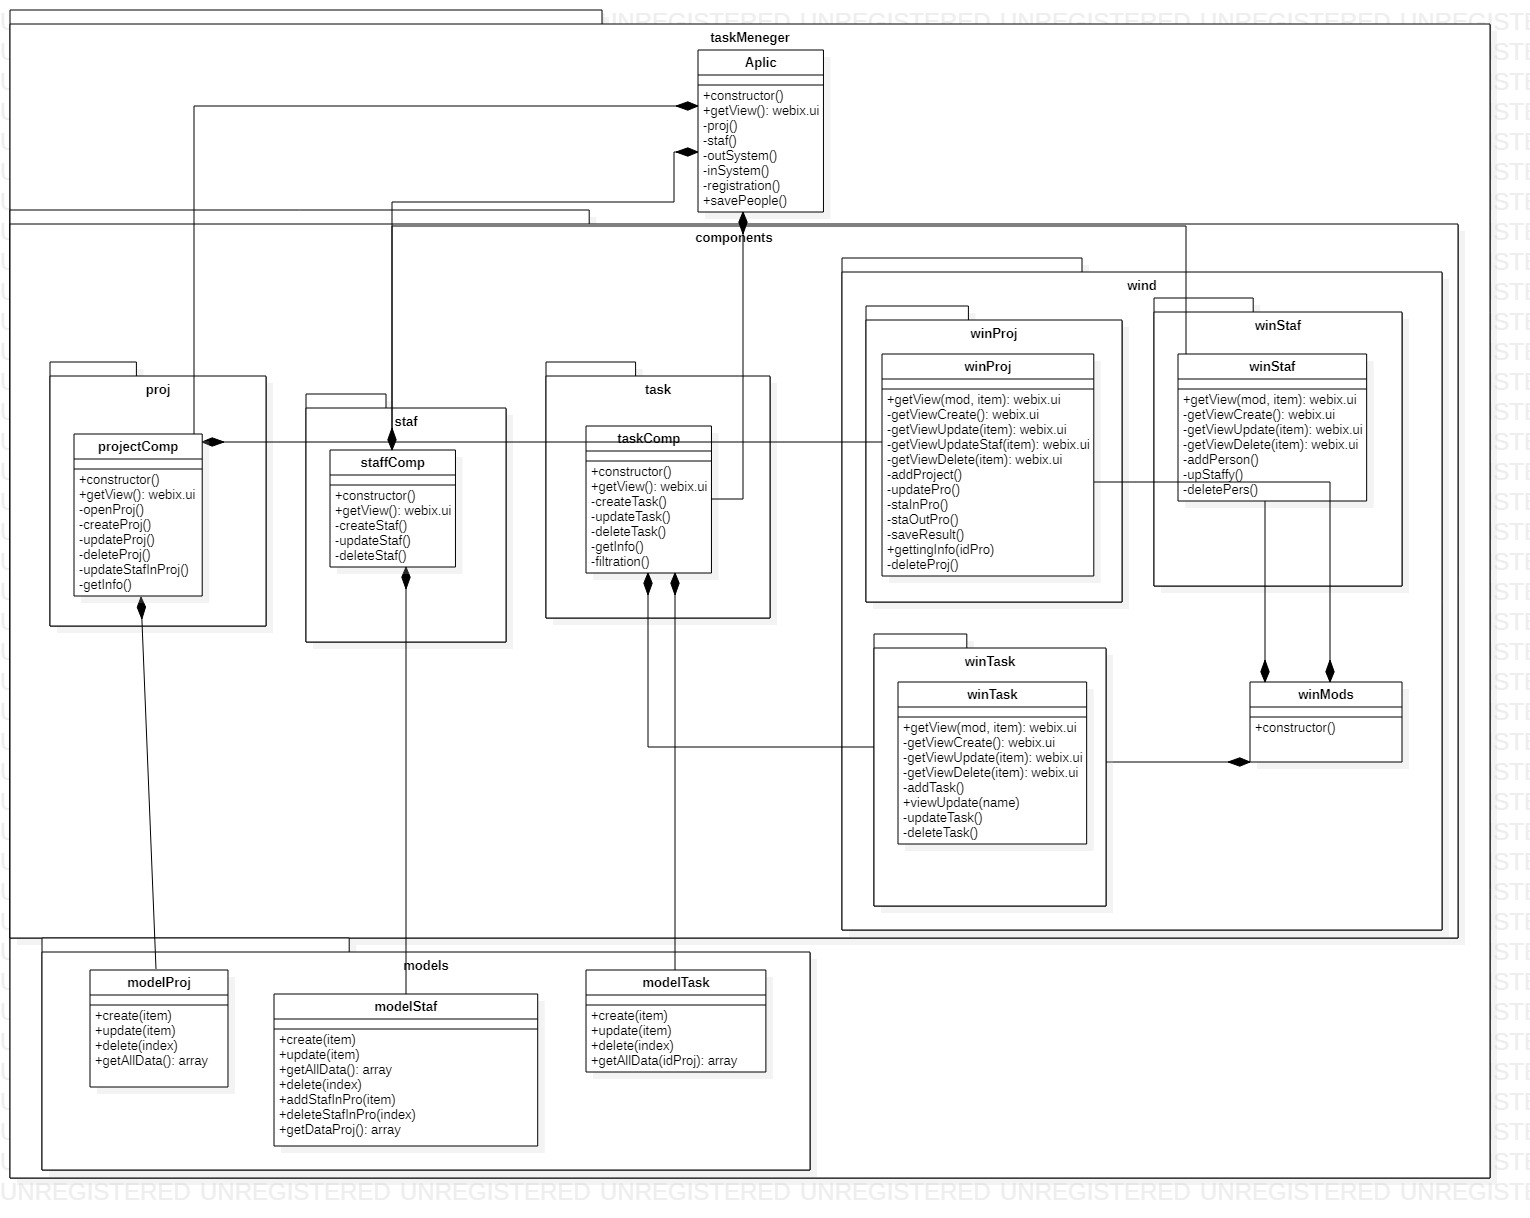 taskMeneger
Aplic
+constructor()
+getView(): webix.ui
-proj()
-staf()
-outSystem()
-inSystem()
-registration()
+savePeople()
components
proj
projectComp
+constructor()
+getView(): webix.ui
-openProj()
-createProj()
-updateProj()
-deleteProj()
-updateStafInProj()
-getInfo()
staf
staffComp
+constructor()
+getView(): webix.ui
-createStaf()
-updateStaf()
-deleteStaf()
task
taskComp
+constructor()
+getView(): webix.ui
-createTask()
-updateTask()
-deleteTask()
-getInfo()
-filtration()
wind
winProj
winProj
+getView(mod, item): webix.ui
-getViewCreate(): webix.ui
-getViewUpdate(item): webix.ui
-getViewUpdateStaf(item): webix.ui
-getViewDelete(item): webix.ui
-addProject()
-updatePro()
-staInPro()
-staOutPro()
-saveResult()
+gettingInfo(idPro)
-deleteProj()
winStaf
winStaf
+getView(mod, item): webix.ui
-getViewCreate(): webix.ui
-getViewUpdate(item): webix.ui
-getViewDelete(item): webix.ui
-addPerson()
-upStaffy()
-deletePers()
winTask
winTask
+getView(mod, item): webix.ui
-getViewCreate(): webix.ui
-getViewUpdate(item): webix.ui
-getViewDelete(item): webix.ui
-addTask()
+viewUpdate(name)
-updateTask()
-deleteTask()
winMods
+constructor()
models
modelProj
+create(item)
+update(item)
+delete(index)
+getAllData(): array
modelStaf
+create(item)
+update(item)
+getAllData(): array
+delete(index)
+addStafInPro(item)
+deleteStafInPro(index)
+getDataProj(): array
modelTask
+create(item)
+update(item)
+delete(index)
+getAllData(idProj): array
UNREGISTERED UNREGISTERED UNREGISTERED UNREGISTERED UNREGISTERED UNREGISTERED UNREGISTERED